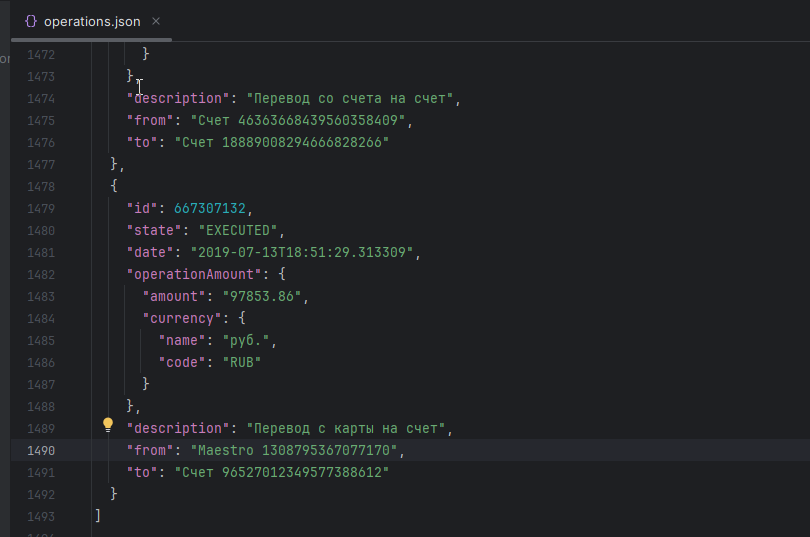 {} operations.json ×
1472 }
1473 },
1474 "description": "Перевод со счета на счет",
1475 "from": "Счет 46363668439560358409",
1476 "to": "Счет 18889008294666828266"
1477 },
1478 {
1479 "id": 667307132,
1480 "state": "EXECUTED",
1481 "date": "2019-07-13T18:51:29.313309",
1482 "operationAmount": {
1483 "amount": "97853.86",
1484 "currency": {
1485 "name": "руб.",
1486 "code": "RUB"
1487 }
1488 },
1489 "description": "Перевод с карты на счет",
1490 "from": "Maestro 1308795367077170",
1491 "to": "Счет 96527012349577388612"
1492 }
1493 ]